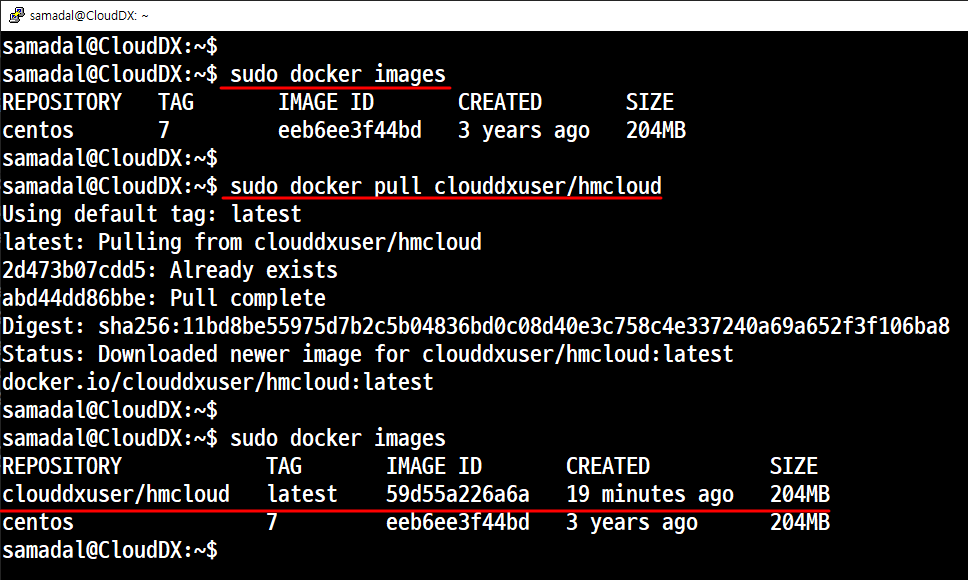 samadal@CloudDX: ~
samadal@CloudDX:~$
samadal@CloudDX:~$ sudo docker images
REPOSITORY   TAG       IMAGE ID       CREATED       SIZE
centos       7         eeb6ee3f44bd   3 years ago   204MB
samadal@CloudDX:~$
samadal@CloudDX:~$ sudo docker pull clouddxuser/hmcloud
Using default tag: latest
latest: Pulling from clouddxuser/hmcloud
2d473b07cdd5: Already exists
abd44dd86bbe: Pull complete
Digest: sha256:11bd8be55975d7b2c5b04836bd0c08d40e3c758c4e337240a69a652f3f106ba8
Status: Downloaded newer image for clouddxuser/hmcloud:latest
docker.io/clouddxuser/hmcloud:latest
samadal@CloudDX:~$
samadal@CloudDX:~$ sudo docker images
REPOSITORY            TAG       IMAGE ID       CREATED          SIZE
clouddxuser/hmcloud   latest    59d55a226a6a   19 minutes ago   204MB
centos                7         eeb6ee3f44bd   3 years ago      204MB
samadal@CloudDX:~$